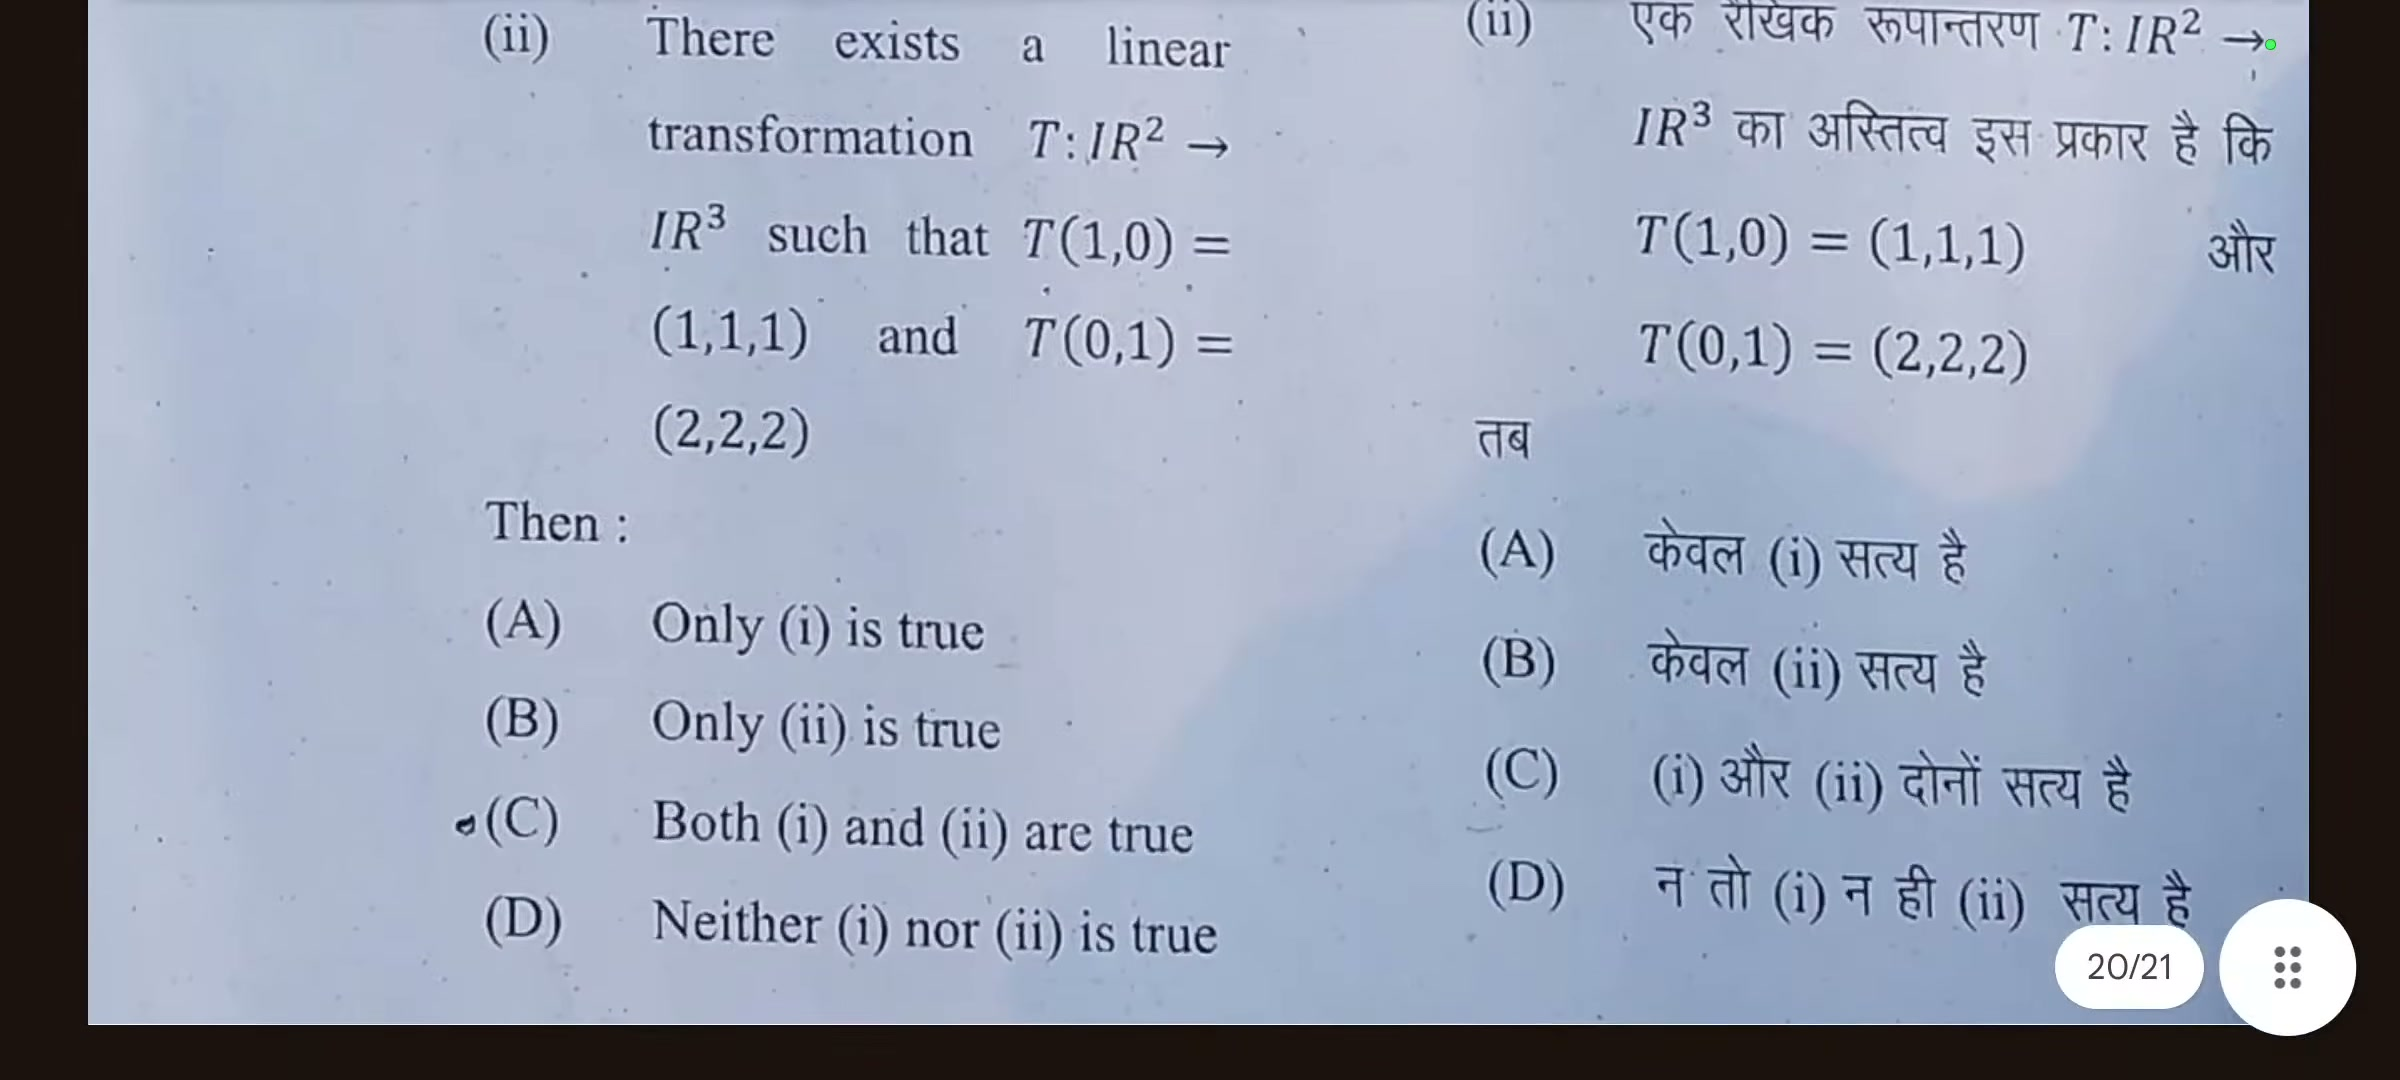 (ii) There exists a linear
transformation T: IR² →
IR³ such that T(1,0) =
(1,1,1) and T(0,1) =
(2,2,2)
Then :
(A) Only (i) is true
(B) Only (ii) is true
(C) Both (i) and (ii) are true
(D) Neither (i) nor (ii) is true
(ii) एक रैखिक रूपान्तरण T: IR² →
IR³ का अस्तित्व इस प्रकार है कि
T(1,0) = (1,1,1) और
T(0,1) = (2,2,2)
तब
(A) केवल (i) सत्य है
(B) केवल (ii) सत्य है
(C) (i) और (ii) दोनों सत्य है
(D) न तो (i) न ही (ii) सत्य है
20/21